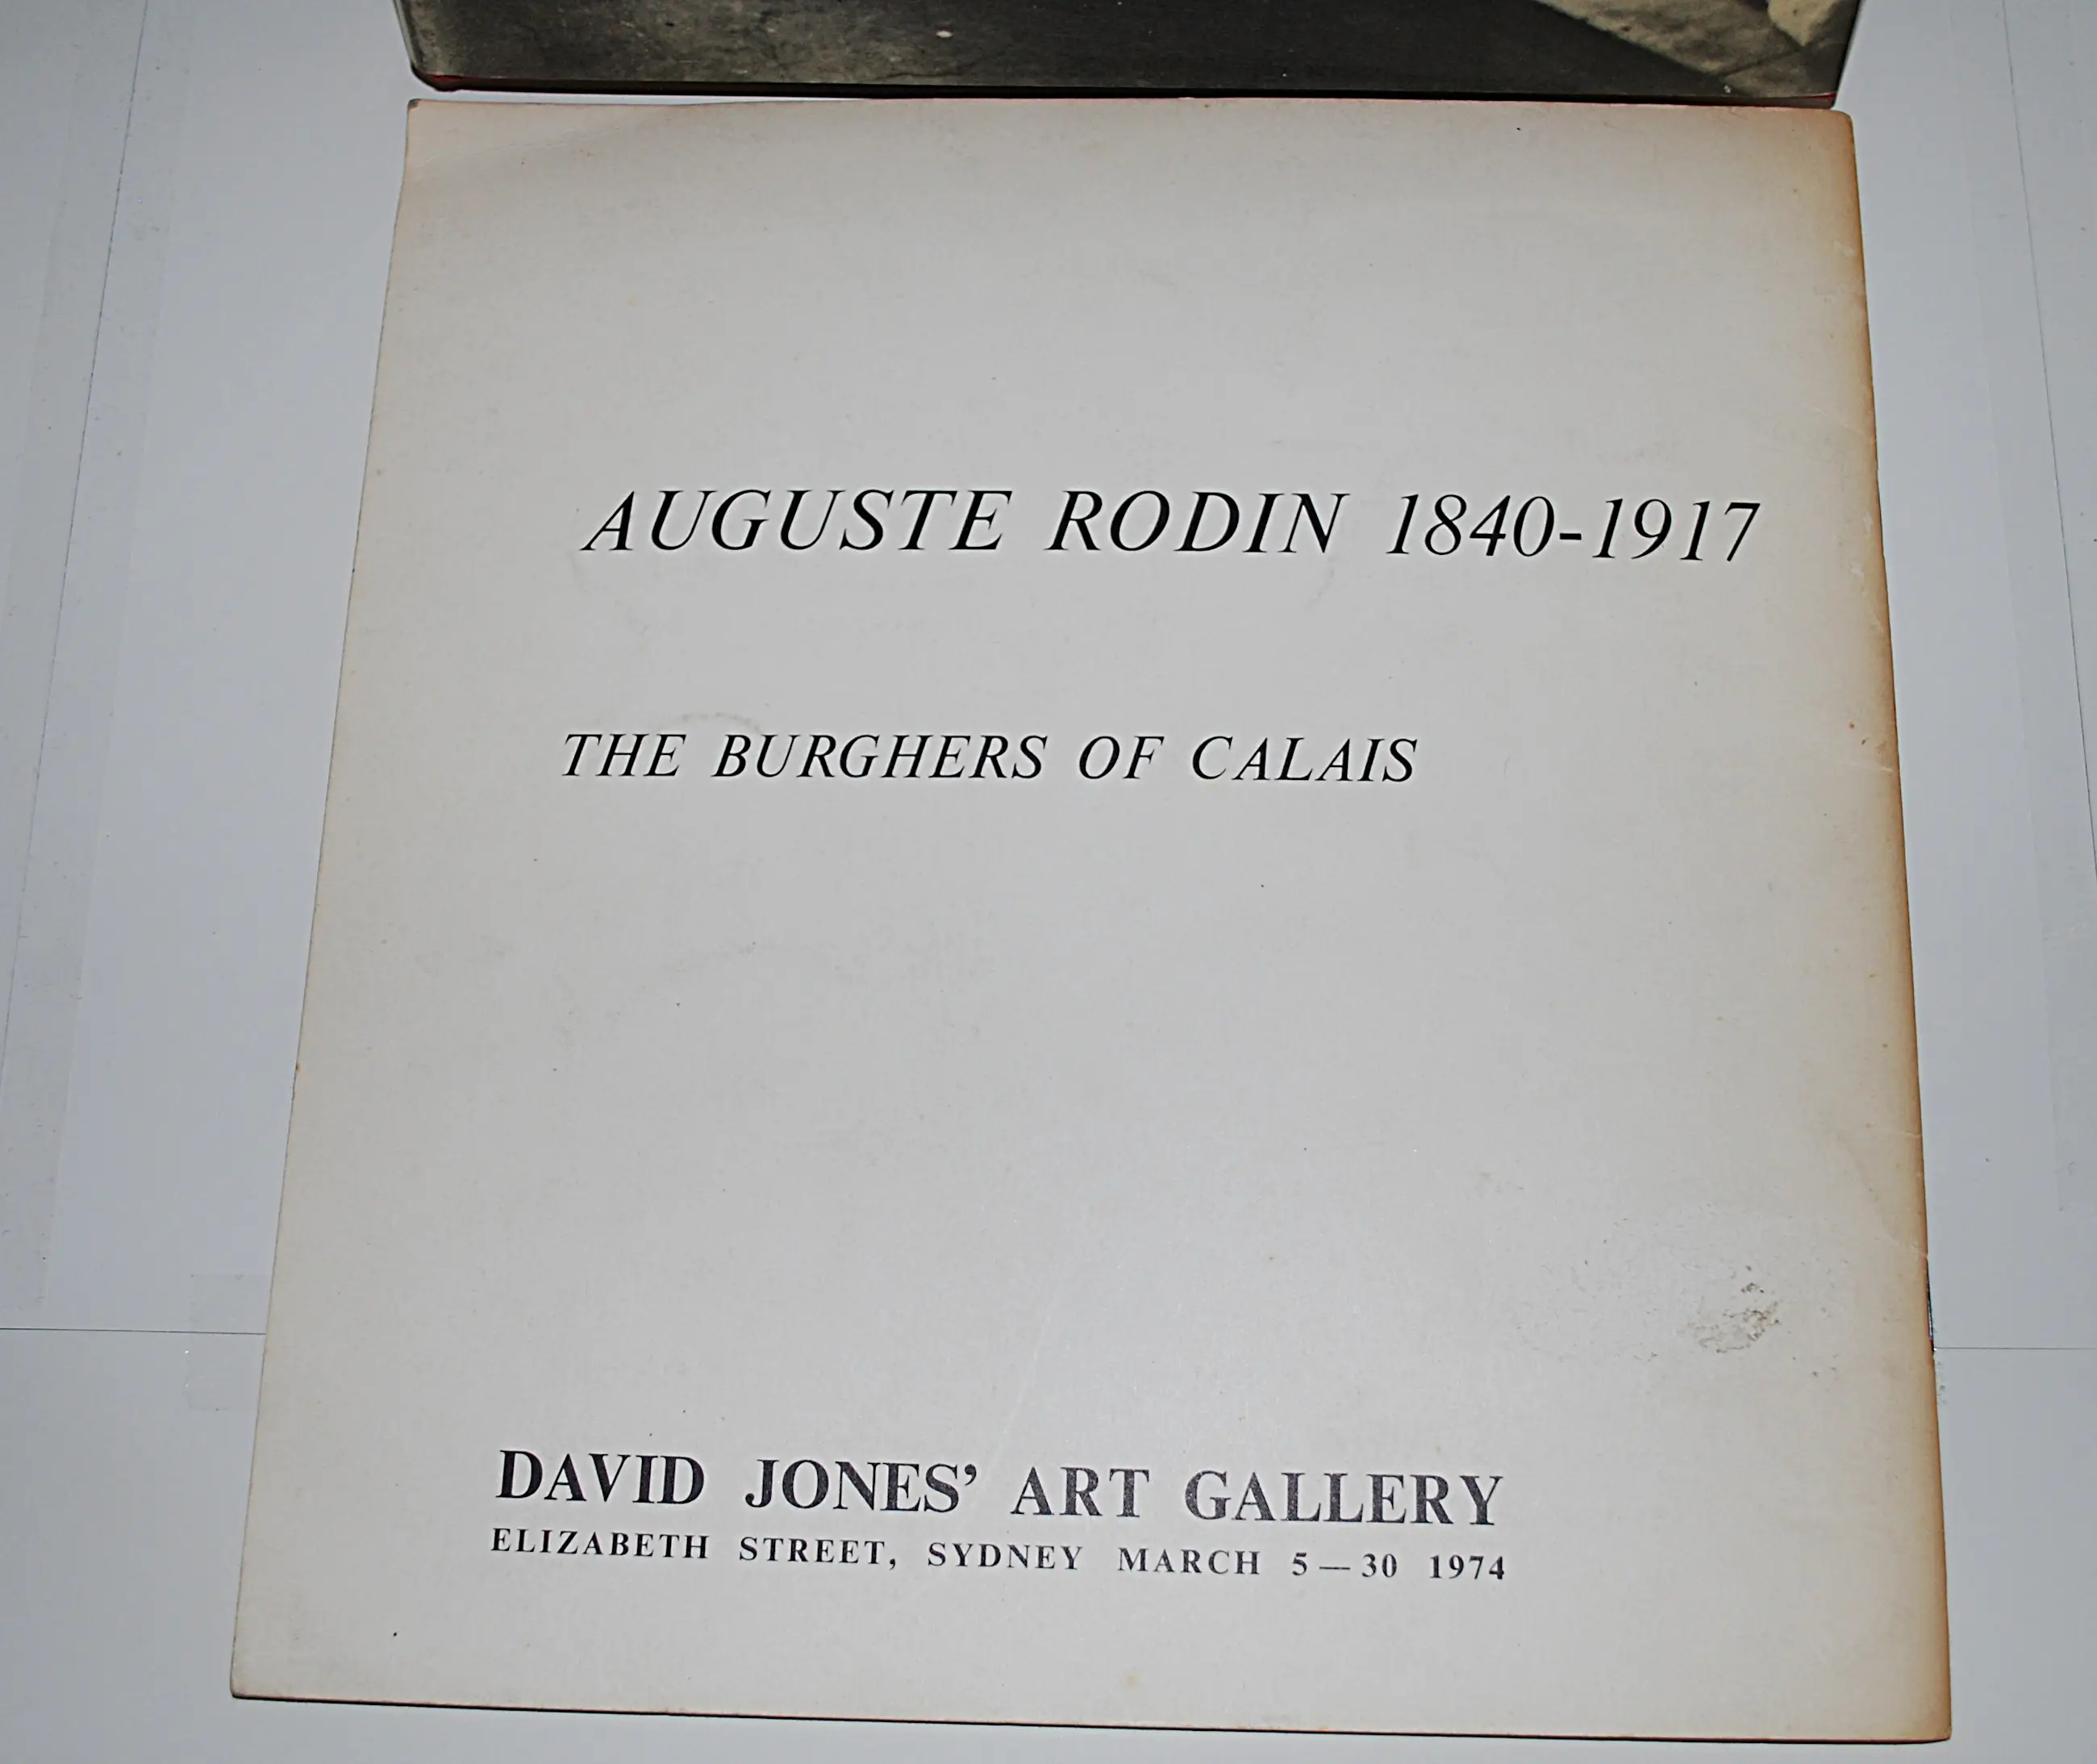 AUGUSTE RODIN 1840-1917
THE BURGHERS OF CALAIS
DAVID JONES’ ART GALLERY
ELIZABETH STREET, SYDNEY MARCH 5—30 1974